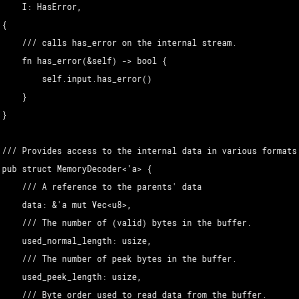 I: HasError,
{
/// calls has_error on the internal stream.
fn has_error(&self) -> bool {
self.input.has_error()
}
}
/// Provides access to the internal data in various formats
pub struct MemoryDecoder<'a> {
/// A reference to the parents' data
data: &'a mut Vec<u8>,
/// The number of (valid) bytes in the buffer.
used_normal_length: usize,
/// The number of peek bytes in the buffer.
used_peek_length: usize,
/// Byte order used to read data from the buffer.